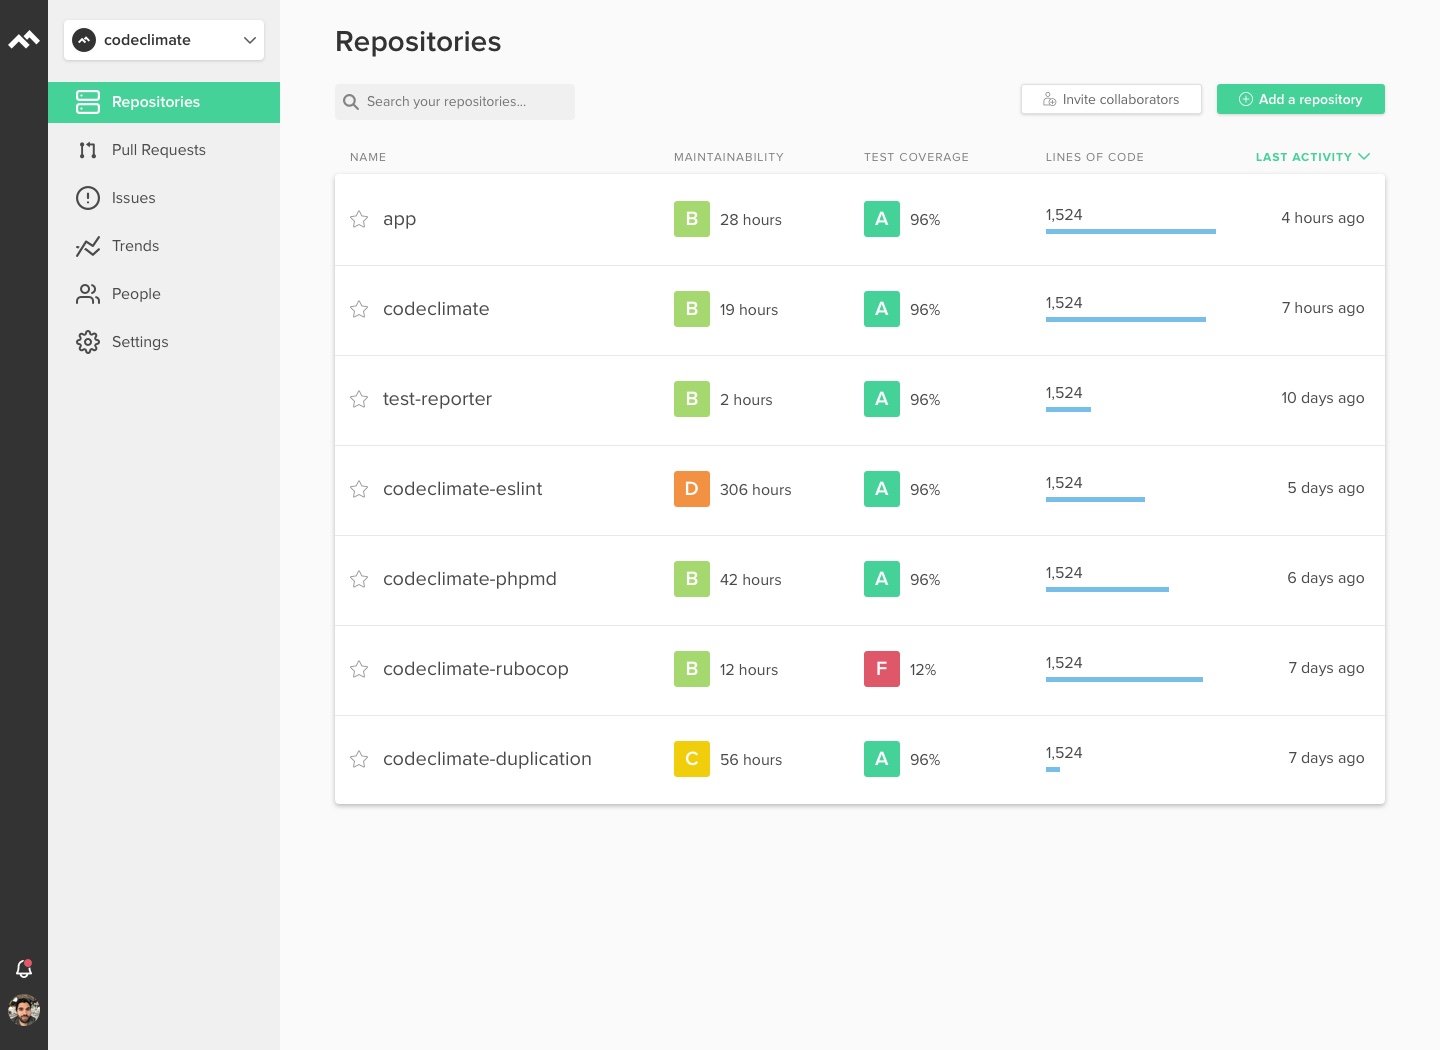 codeclimate
Repositories
Pull Requests
Issues
Trends
People
Settings
Repositories
Search your repositories...
Invite collaborators
Add a repository
NAME MAINTAINABILITY TEST COVERAGE LINES OF CODE LAST ACTIVITY
app B 28 hours A 96% 1,524 4 hours ago
codeclimate B 19 hours A 96% 1,524 7 hours ago
test-reporter B 2 hours A 96% 1,524 10 days ago
codeclimate-eslint D 306 hours A 96% 1,524 5 days ago
codeclimate-phpmd B 42 hours A 96% 1,524 6 days ago
codeclimate-rubocop B 12 hours F 12% 1,524 7 days ago
codeclimate-duplication C 56 hours A 96% 1,524 7 days ago